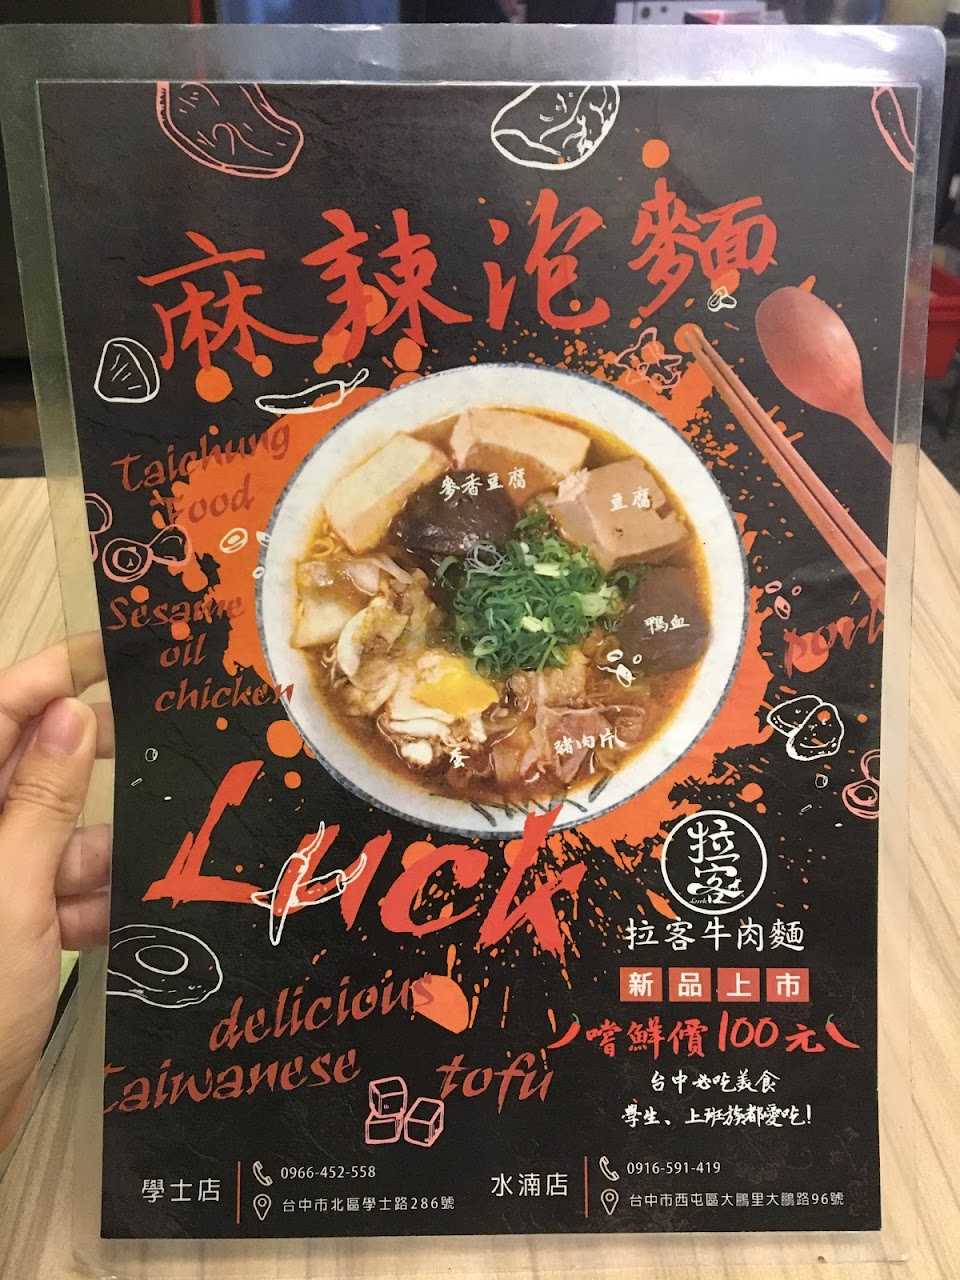 麻辣泡麵
Taichung
Food
麥香豆腐
豆腐
Sesame
oil
chicken
鴨血
pork
蛋
豬肉片
Luck
拉客
Luck
拉客牛肉麵
新品上市
嚐鮮價100元
台中必吃美食
學生、上班族都愛吃!
delicious
taiwanese
tofu
學士店
0966-452-558
台中市北區學士路286號
水湳店
0916-591-419
台中市西屯區大鵬里大鵬路96號